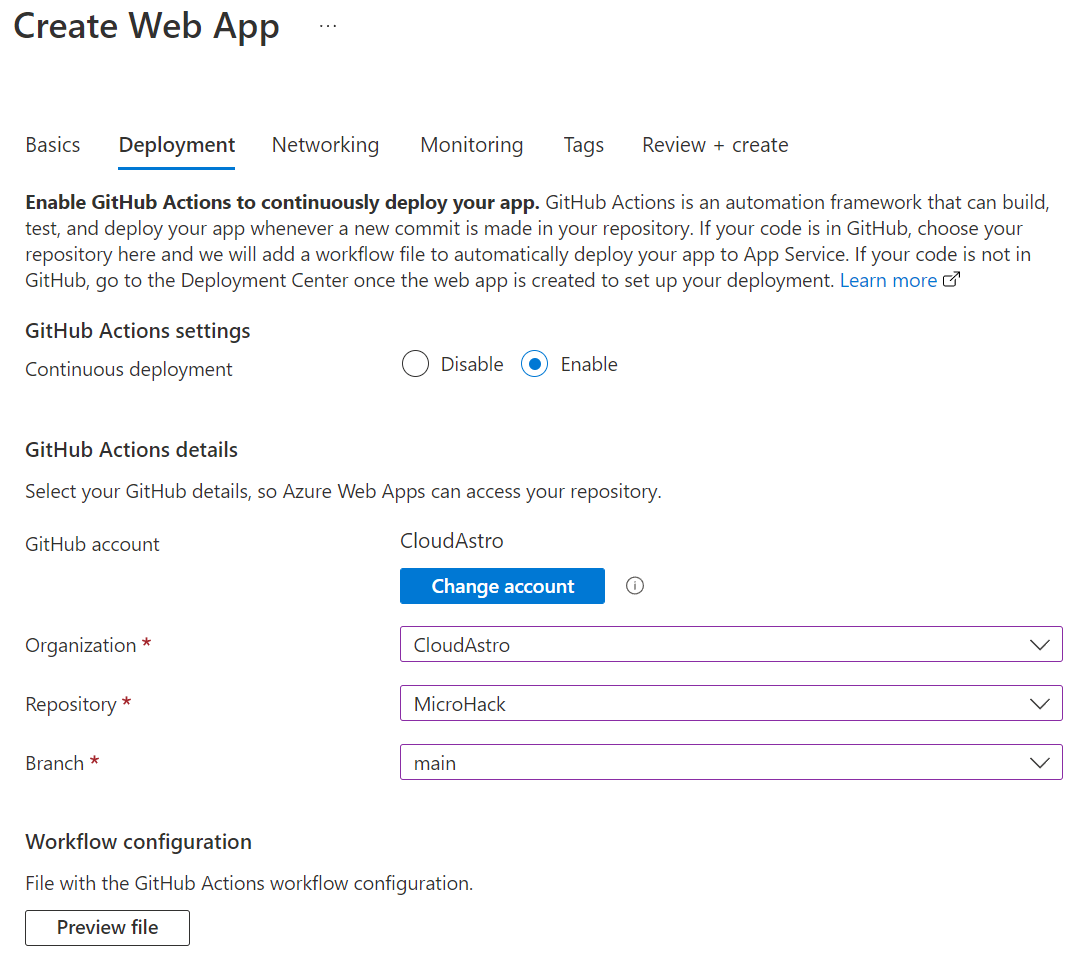 Create Web App ...
Basics Deployment Networking Monitoring Tags Review + create
Enable GitHub Actions to continuously deploy your app. GitHub Actions is an automation framework that can build,
test, and deploy your app whenever a new commit is made in your repository. If your code is in GitHub, choose your
repository here and we will add a workflow file to automatically deploy your app to App Service. If your code is not in
GitHub, go to the Deployment Center once the web app is created to set up your deployment. Learn more
GitHub Actions settings
Continuous deployment Disable Enable
GitHub Actions details
Select your GitHub details, so Azure Web Apps can access your repository.
GitHub account CloudAstro
Change account
Organization * CloudAstro
Repository * MicroHack
Branch * main
Workflow configuration
File with the GitHub Actions workflow configuration.
Preview file